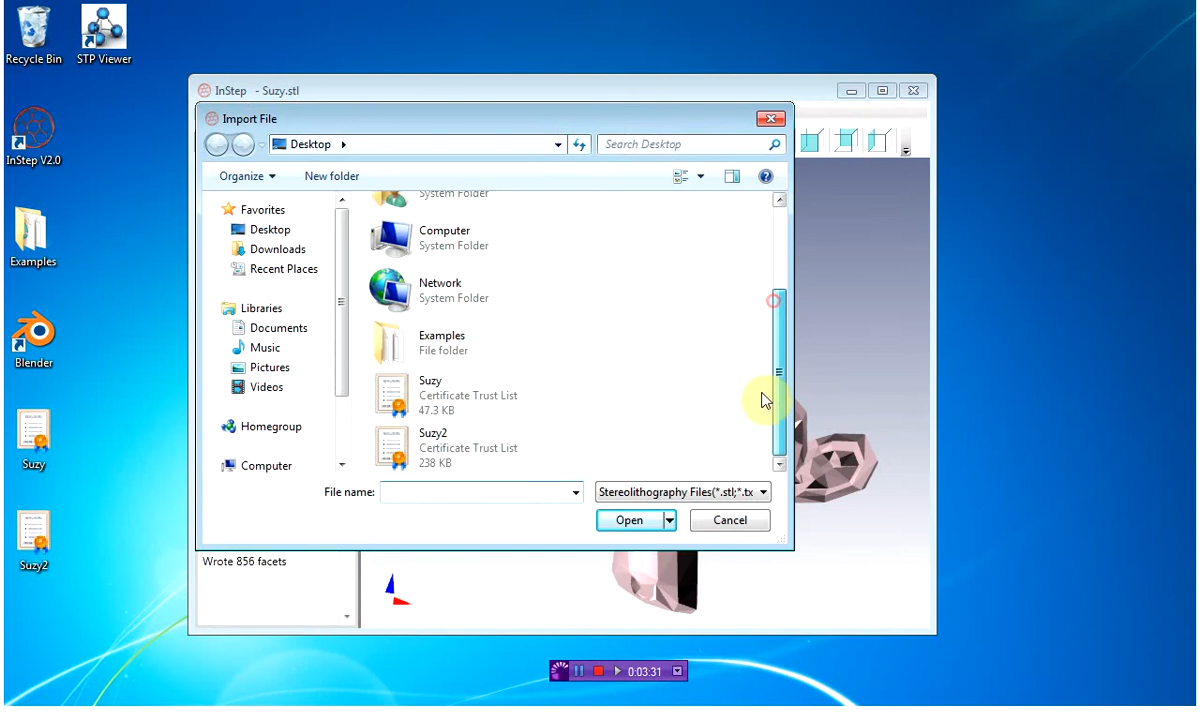 Recycle Bin
STP Viewer
InStep V2.0
Examples
Blender
Suzy
Suzy2
InStep - Suzy.stl
Import File
Desktop
Search Desktop
Organize
New folder
Favorites
Desktop
Downloads
Recent Places
Libraries
Documents
Music
Pictures
Videos
Homegroup
Computer
System Folder
Computer
System Folder
Network
System Folder
Examples
File folder
Suzy
Certificate Trust List
47.3 KB
Suzy2
Certificate Trust List
238 KB
File name:
Stereolithography Files(*.stl;*.tx
Open
Cancel
Wrote 856 facets
0:03:31